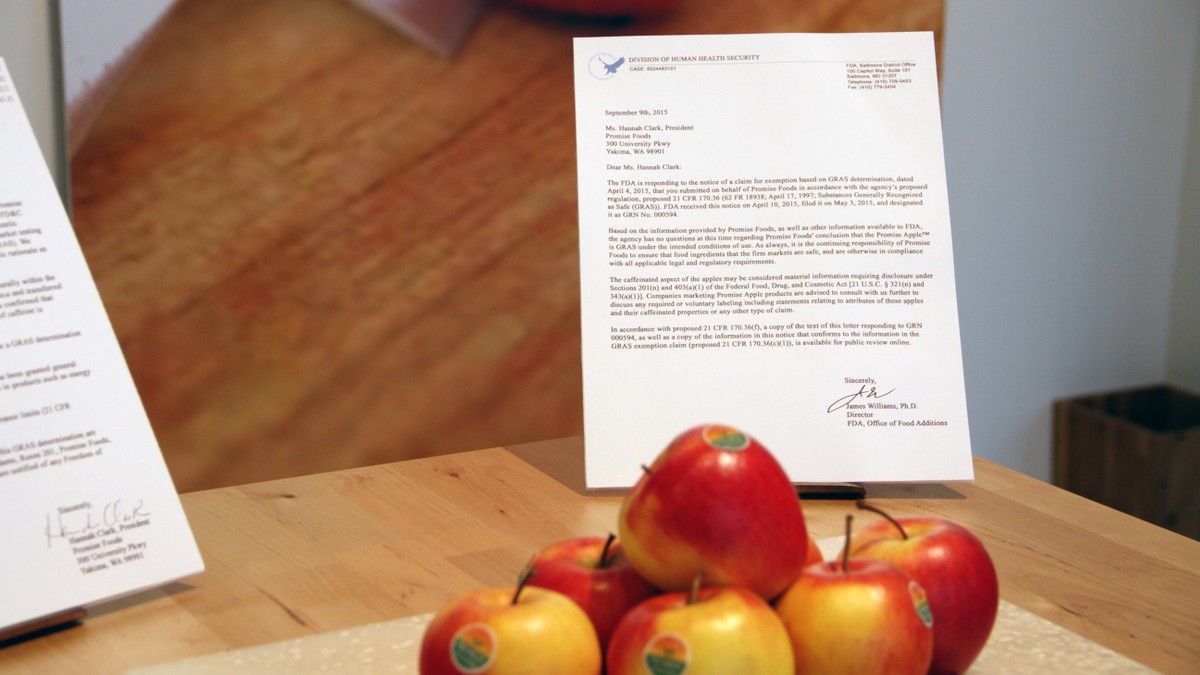 romise
FD&C
netic
arket testing
AS). We
ic rationale as
rally within the
ice and transferred
s confirmed that
f caffeine is
r a GRAS determination
as been granted general
in products such as energy
erance limits (21 CFR
this GRAS determination are
Room 201, Promise Foods,
are notified of any Freedom of
Sincerely,
Hannah Clark, President
Promise Foods
300 University Pkwy
Yakima, WA 98901
DIVISION OF HUMAN HEALTH SECURITY
CASE: 8024482101
FDA, Baltimore District Office
100 Capitol Way, Suite 101
Baltimore, MD 21207
Telephone: (410) 779-5453
Fax: (410) 779-5404
September 9th, 2015
Ms. Hannah Clark, President
Promise Foods
300 University Pkwy
Yakima, WA 98901
Dear Ms. Hannah Clark:
The FDA is responding to the notice of a claim for exemption based on GRAS determination, dated
April 4, 2015, that you submitted on behalf of Promise Foods in accordance with the agency's proposed
regulation, proposed 21 CFR 170.36 (62 FR 18938; April 17, 1997; Substances Generally Recognized
as Safe (GRAS)). FDA received this notice on April 10, 2015, filed it on May 3, 2015, and designated
it as GRN No. 000594.
Based on the information provided by Promise Foods, as well as other information available to FDA,
the agency has no questions at this time regarding Promise Foods' conclusion that the Promise Apple™
is GRAS under the intended conditions of use. As always, it is the continuing responsibility of Promise
Foods to ensure that food ingredients that the firm markets are safe, and are otherwise in compliance
with all applicable legal and regulatory requirements.
The caffeinated aspect of the apples may be considered material information requiring disclosure under
Sections 201(n) and 403(a)(1) of the Federal Food, Drug, and Cosmetic Act [21 U.S.C. § 321(n) and
343(a)(1)]. Companies marketing Promise Apple products are advised to consult with us further to
discuss any required or voluntary labeling including statements relating to attributes of these apples
and their caffeinated properties or any other type of claim.
In accordance with proposed 21 CFR 170.36(f), a copy of the text of this letter responding to GRN
000594, as well as a copy of the information in this notice that conforms to the information in the
GRAS exemption claim (proposed 21 CFR 170.36(c)(1)), is available for public review online.
Sincerely,
James Williams, Ph.D.
Director
FDA, Office of Food Additions